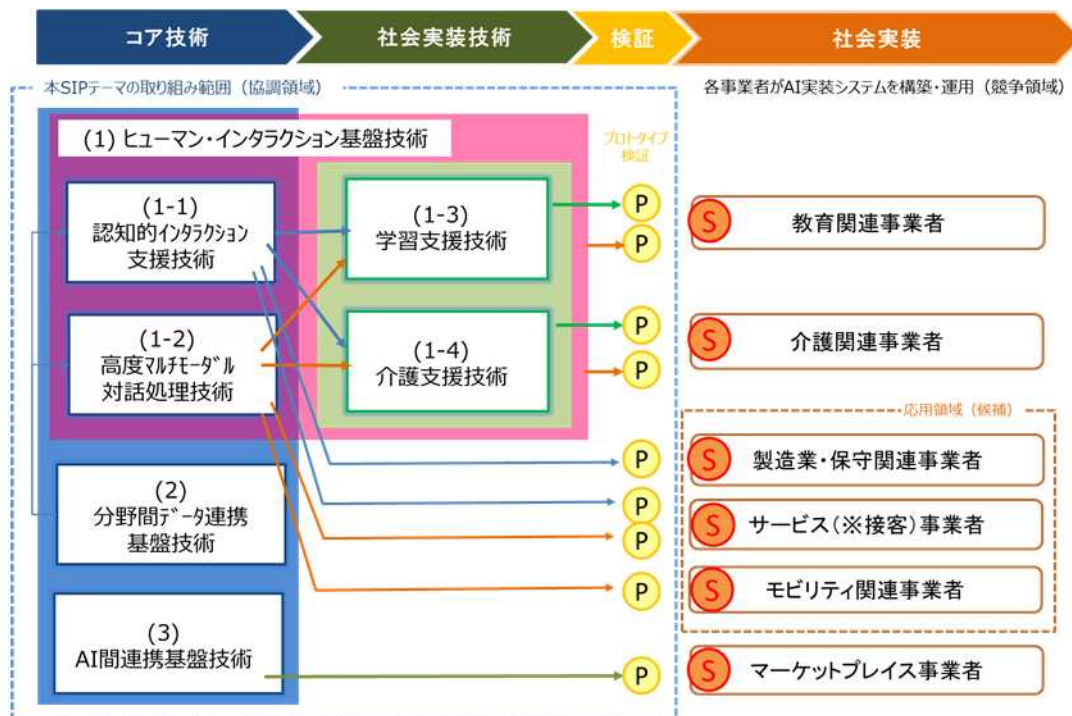 コア技術
社会実装技術
検証
社会実装
本SIPテーマの取り組み範囲（協調領域）
各事業者がAI実装システムを構築・運用（競争領域）
(1) ヒューマン・インタラクション基盤技術
プロトタイプ
検証
(1-1)
認知的インタラクション
支援技術
(1-3)
学習支援技術
P
P
S
教育関連事業者
(1-2)
高度マルチモーダル
対話処理技術
(1-4)
介護支援技術
P
P
S
介護関連事業者
応用領域（候補）
P
S
製造業・保守関連事業者
(2)
分野間データ連携
基盤技術
P
P
S
サービス（※接客）事業者
P
S
モビリティ関連事業者
(3)
AI間連携基盤技術
P
S
マーケットプレイス事業者